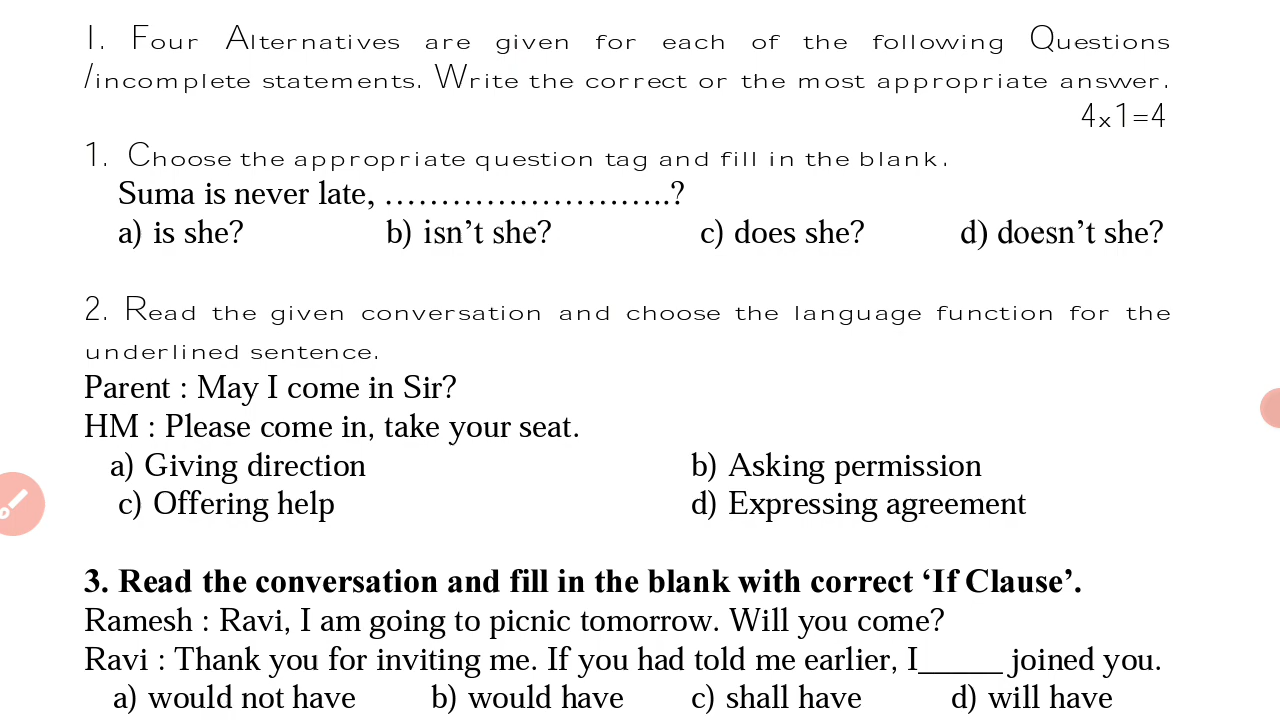 I. Four Alternatives are given for each of the following Questions
/incomplete statements. Write the correct or the most appropriate answer.
4x1=4
1. Choose the appropriate question tag and fill in the blank.
Suma is never late, ……………………..?
a) is she? b) isn’t she? c) does she? d) doesn’t she?
2. Read the given conversation and choose the language function for the
underlined sentence.
Parent : May I come in Sir?
HM : Please come in, take your seat.
a) Giving direction b) Asking permission
c) Offering help d) Expressing agreement
3. Read the conversation and fill in the blank with correct ‘If Clause’.
Ramesh : Ravi, I am going to picnic tomorrow. Will you come?
Ravi : Thank you for inviting me. If you had told me earlier, I_____ joined you.
a) would not have b) would have c) shall have d) will have